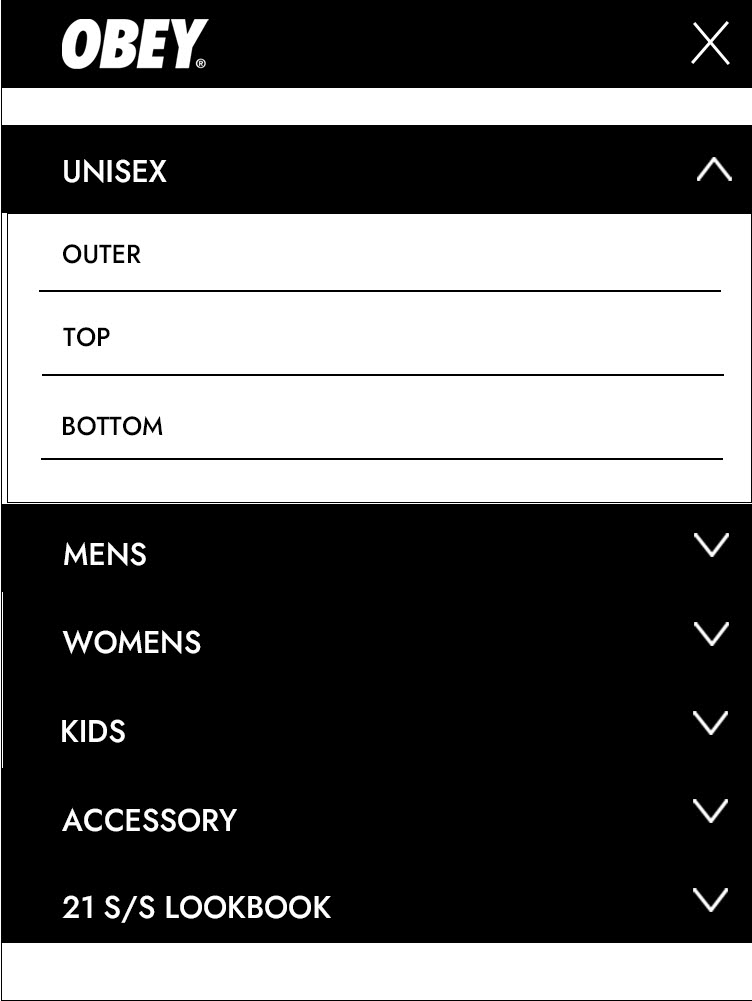 OBEY®
UNISEX
OUTER
TOP
BOTTOM
MENS
WOMENS
KIDS
ACCESSORY
21 S/S LOOKBOOK